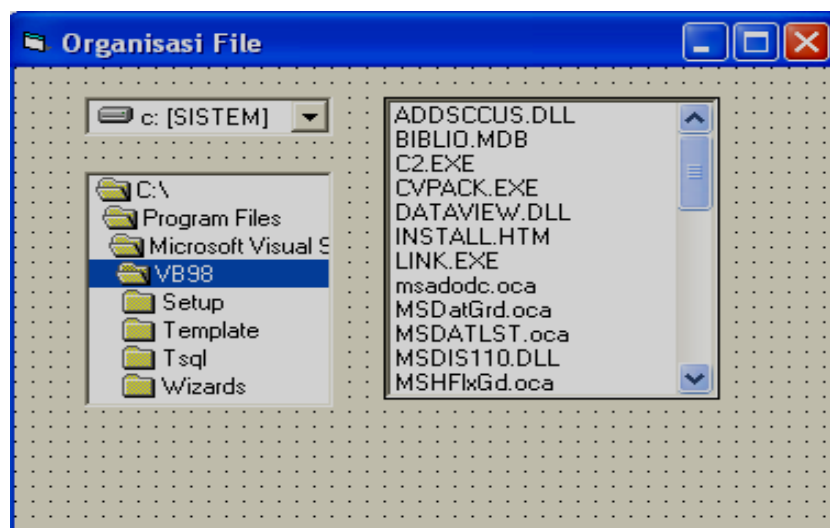 Organisasi File
c: [SISTEM]
C:\
Program Files
Microsoft Visual S
VB98
Setup
Template
Tsql
Wizards
ADDSCCUS.DLL
BIBLIO.MDB
C2.EXE
CVPACK.EXE
DATAVIEW.DLL
INSTALL.HTM
LINK.EXE
msadodc.oca
MSDatGrd.oca
MSDATLST.oca
MSDIS110.DLL
MSHFlxGd.oca